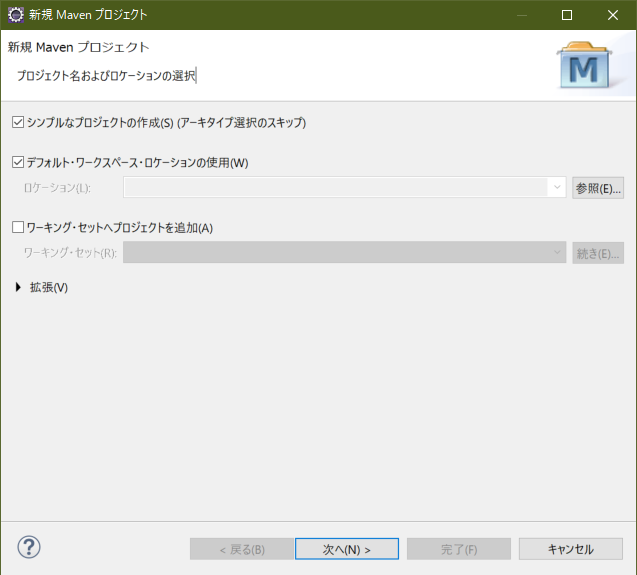 新規 Maven プロジェクト
新規 Maven プロジェクト
プロジェクト名およびロケーションの選択
M
シンプルなプロジェクトの作成(S) (アーキタイプ選択のスキップ)
デフォルト・ワークスペース・ロケーションの使用(W)
ロケーション(L):
参照(E)...
ワーキング・セットへプロジェクトを追加(A)
ワーキング・セット(R):
続き(E)...
拡張(V)
?
< 戻る(B)
次へ(N) >
完了(F)
キャンセル